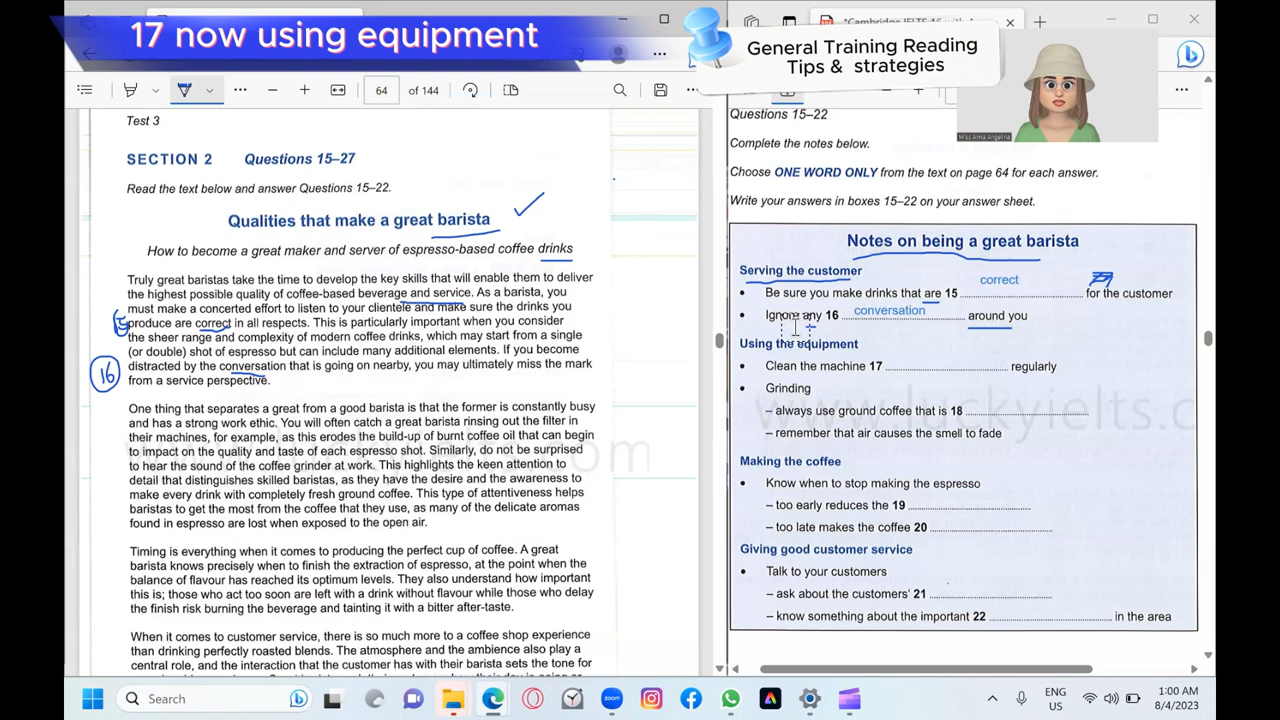 17 now using equipment
General Training Reading
Tips & strategies
64 of 144
Miss Anna Angelina
Test 3
SECTION 2 Questions 15–27
Read the text below and answer Questions 15–22.
Qualities that make a great barista
How to become a great maker and server of espresso-based coffee drinks
Truly great baristas take the time to develop the key skills that will enable them to deliver
the highest possible quality of coffee-based beverage and service. As a barista, you
must make a concerted effort to listen to your clientele and make sure the drinks you
15
produce are correct in all respects. This is particularly important when you consider
the sheer range and complexity of modern coffee drinks, which may start from a single
(or double) shot of espresso but can include many additional elements. If you become
16
distracted by the conversation that is going on nearby, you may ultimately miss the mark
from a service perspective.
One thing that separates a great from a good barista is that the former is constantly busy
and has a strong work ethic. You will often catch a great barista rinsing out the filter in
their machines, for example, as this erodes the build-up of burnt coffee oil that can begin
to impact on the quality and taste of each espresso shot. Similarly, do not be surprised
to hear the sound of the coffee grinder at work. This highlights the keen attention to
detail that distinguishes skilled baristas, as they have the desire and the awareness to
make every drink with completely fresh ground coffee. This type of attentiveness helps
baristas to get the most from the coffee that they use, as many of the delicate aromas
found in espresso are lost when exposed to the open air.
Timing is everything when it comes to producing the perfect cup of coffee. A great
barista knows precisely when to finish the extraction of espresso, at the point when the
balance of flavour has reached its optimum levels. They also understand how important
this is; those who act too soon are left with a drink without flavour while those who delay
the finish risk burning the beverage and tainting it with a bitter after-taste.
When it comes to customer service, there is so much more to a coffee shop experience
than drinking perfectly roasted blends. The atmosphere and the ambience also play a
central role, and the interaction that the customer has with their barista sets the tone for
Questions 15–22
Complete the notes below.
Choose ONE WORD ONLY from the text on page 64 for each answer.
Write your answers in boxes 15–22 on your answer sheet.
Notes on being a great barista
Serving the customer
• Be sure you make drinks that are 15 correct for the customer
• Ignore any 16 conversation around you
Using the equipment
• Clean the machine 17 regularly
• Grinding
– always use ground coffee that is 18
– remember that air causes the smell to fade
Making the coffee
• Know when to stop making the espresso
– too early reduces the 19
– too late makes the coffee 20
Giving good customer service
• Talk to your customers
– ask about the customers' 21
– know something about the important 22 in the area
Search
zoom
ENG
US
1:00 AM
8/4/2023